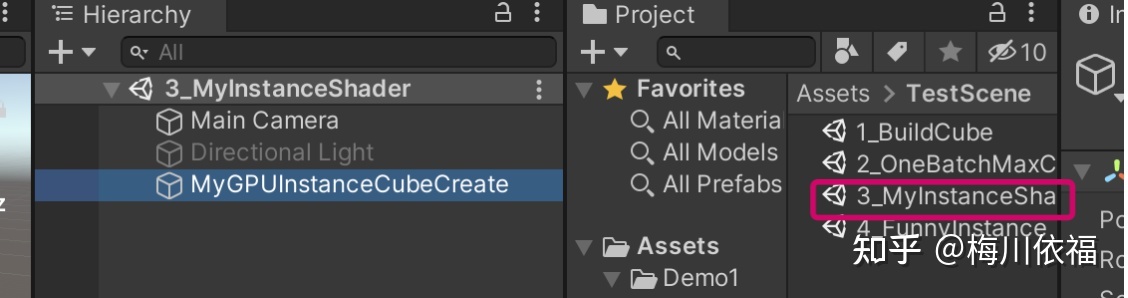 Hierarchy
All
3_MyInstanceShader
Main Camera
Directional Light
MyGPUInstanceCubeCreate
z
Project
10
Favorites
All Materia
All Models
All Prefabs
Assets
Demo1
Assets > TestScene
1_BuildCube
2_OneBatchMaxC
3_MyInstanceSha
4_FunnyInstance
In
Po
Ro
知乎 @梅川依福